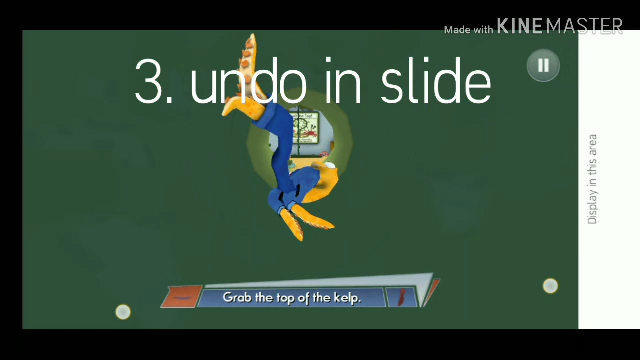 Made with KINEMASTER
3. undo in slide
Display in this area
Grab the top of the kelp.